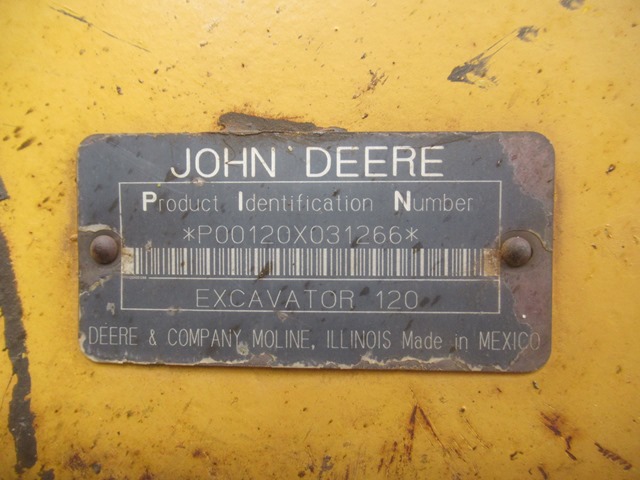 JOHN DEERE
Product Identification Number
*P00120X031266*
EXCAVATOR 120
DEERE & COMPANY MOLINE, ILLINOIS Made in MEXICO